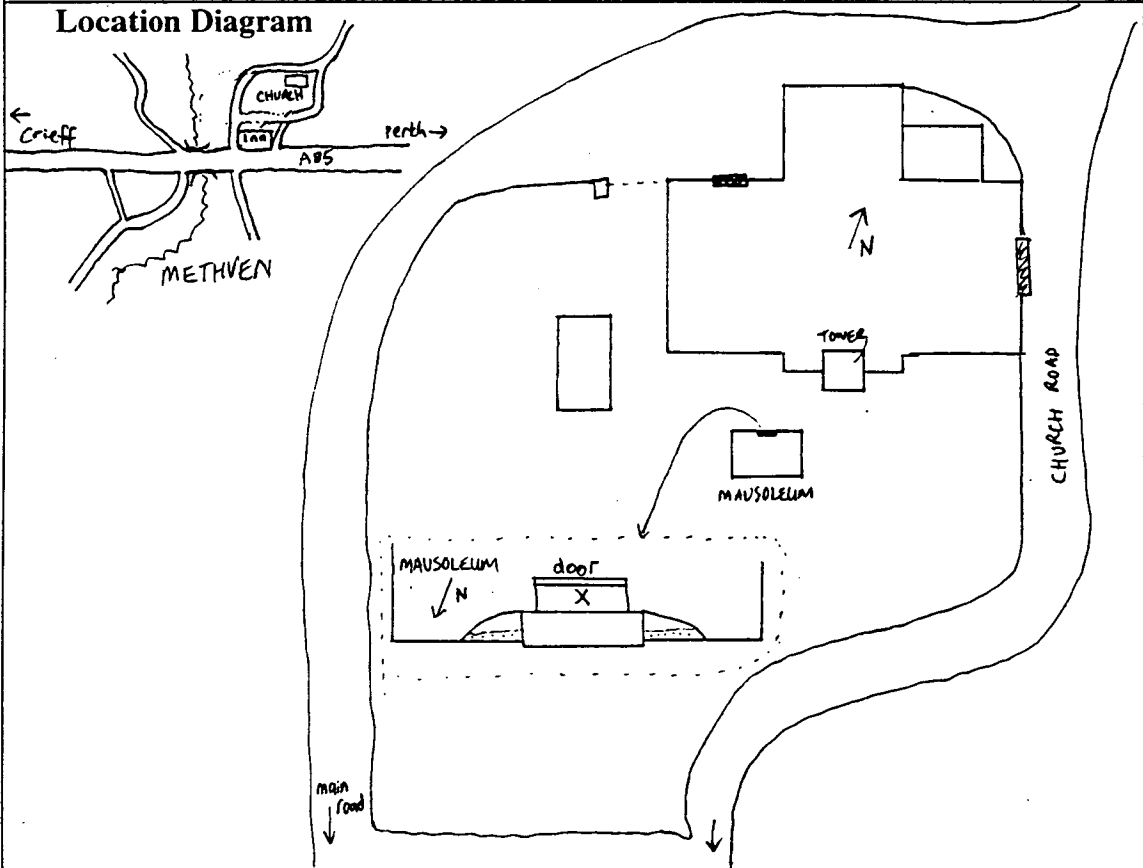 Location Diagram
CHURCH
←
Crieff
INN
Perth→
A85
METHVEN
N
TOWER
CHURCH ROAD
MAUSOLEUM
MAUSOLEUM
N
door
X
main
road